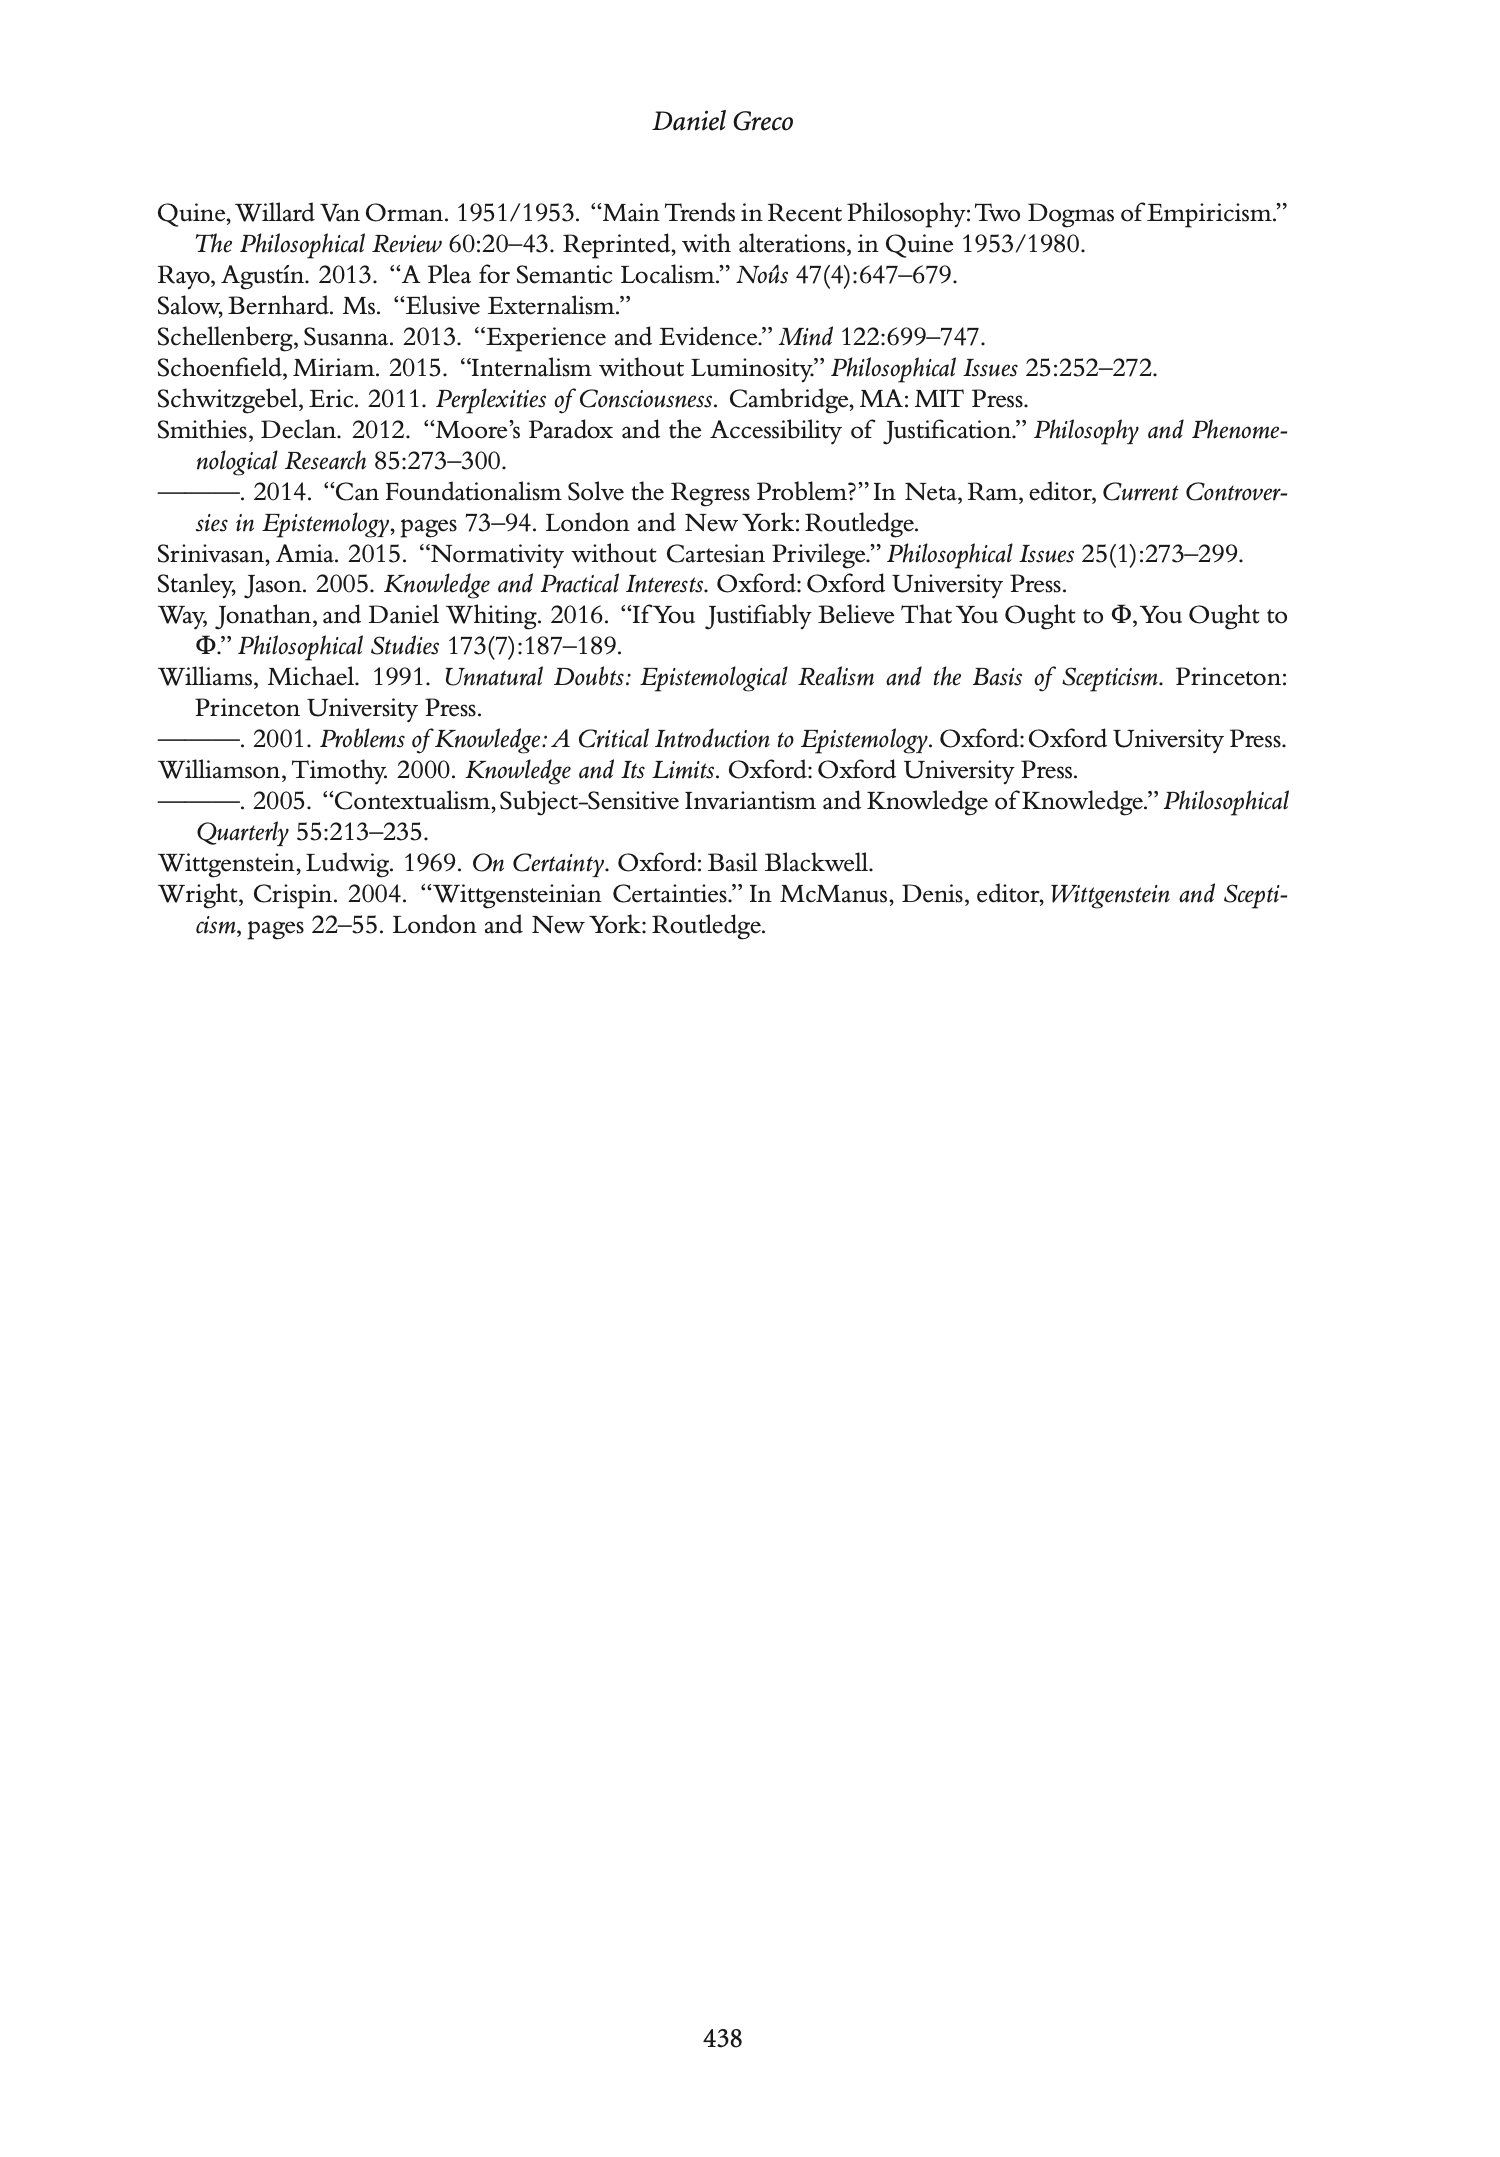 Daniel Greco
Quine, Willard Van Orman. 1951/1953. “Main Trends in Recent Philosophy: Two Dogmas of Empiricism.”
The Philosophical Review 60:20–43. Reprinted, with alterations, in Quine 1953/1980.
Rayo, Agustín. 2013. “A Plea for Semantic Localism.” Noûs 47(4):647–679.
Salow, Bernhard. Ms. “Elusive Externalism.”
Schellenberg, Susanna. 2013. “Experience and Evidence.” Mind 122:699–747.
Schoenfield, Miriam. 2015. “Internalism without Luminosity.” Philosophical Issues 25:252–272.
Schwitzgebel, Eric. 2011. Perplexities of Consciousness. Cambridge, MA: MIT Press.
Smithies, Declan. 2012. “Moore’s Paradox and the Accessibility of Justification.” Philosophy and Phenome-
nological Research 85:273–300.
———. 2014. “Can Foundationalism Solve the Regress Problem?” In Neta, Ram, editor, Current Controver-
sies in Epistemology, pages 73–94. London and New York: Routledge.
Srinivasan, Amia. 2015. “Normativity without Cartesian Privilege.” Philosophical Issues 25(1):273–299.
Stanley, Jason. 2005. Knowledge and Practical Interests. Oxford: Oxford University Press.
Way, Jonathan, and Daniel Whiting. 2016. “If You Justifiably Believe That You Ought to Φ, You Ought to
Φ.” Philosophical Studies 173(7):187–189.
Williams, Michael. 1991. Unnatural Doubts: Epistemological Realism and the Basis of Scepticism. Princeton:
Princeton University Press.
———. 2001. Problems of Knowledge: A Critical Introduction to Epistemology. Oxford: Oxford University Press.
Williamson, Timothy. 2000. Knowledge and Its Limits. Oxford: Oxford University Press.
———. 2005. “Contextualism, Subject-Sensitive Invariantism and Knowledge of Knowledge.” Philosophical
Quarterly 55:213–235.
Wittgenstein, Ludwig. 1969. On Certainty. Oxford: Basil Blackwell.
Wright, Crispin. 2004. “Wittgensteinian Certainties.” In McManus, Denis, editor, Wittgenstein and Scepti-
cism, pages 22–55. London and New York: Routledge.
438